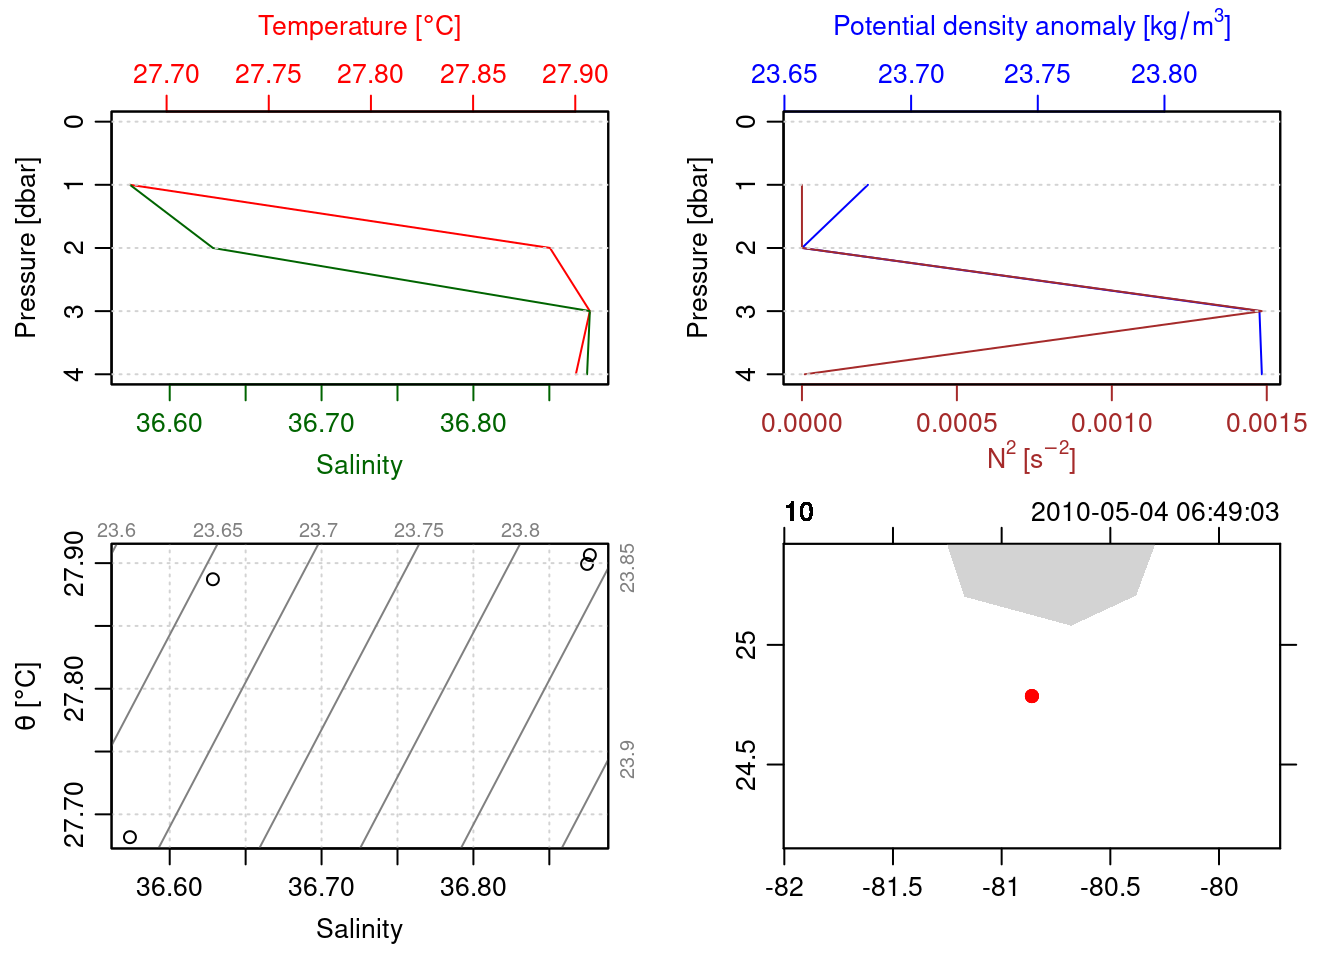 Temperature [°C]
27.70 27.75 27.80 27.85 27.90
Pressure [dbar]
0
1
2
3
4
36.60 36.70 36.80
Salinity
Potential density anomaly [kg/m³]
23.65 23.70 23.75 23.80
Pressure [dbar]
0
1
2
3
4
0.0000 0.0005 0.0010 0.0015
N² [s⁻²]
23.6 23.65 23.7 23.75 23.8
23.85
23.9
θ [°C]
27.90
27.80
27.70
36.60 36.70 36.80
Salinity
10 2010-05-04 06:49:03
25
24.5
-82 -81.5 -81 -80.5 -80